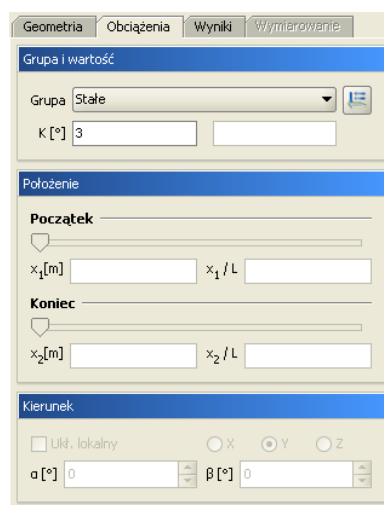 Geometria Obciążenia Wyniki Wymiarowanie
Grupa i wartość
Grupa Stałe
K [°] 3
Położenie
Początek
x1[m] x1 / L
Koniec
x2[m] x2 / L
Kierunek
Ukł. lokalny X Y Z
α [°] 0 β [°] 0